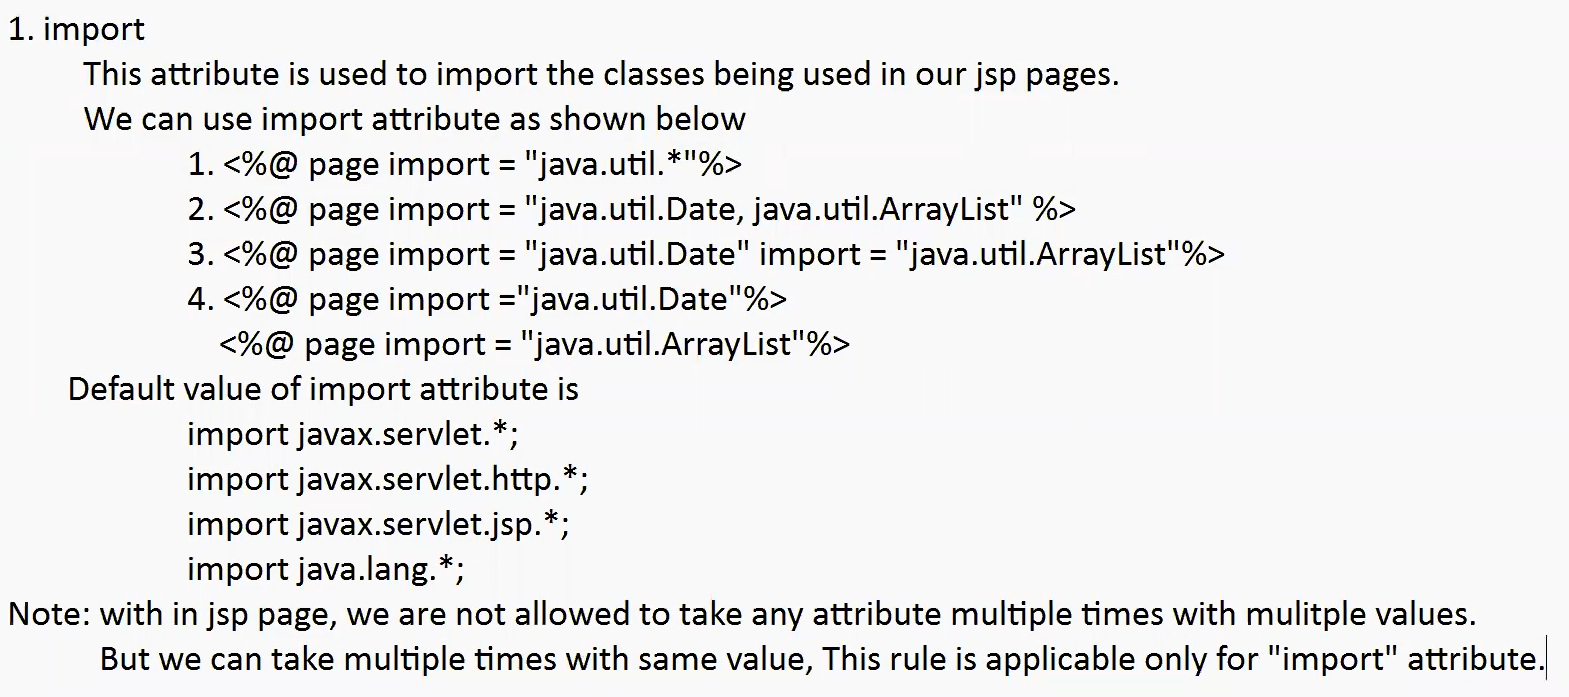 1. import
This attribute is used to import the classes being used in our jsp pages.
We can use import attribute as shown below
1. <%@ page import = "java.util.*"%>
2. <%@ page import = "java.util.Date, java.util.ArrayList" %>
3. <%@ page import = "java.util.Date" import = "java.util.ArrayList"%>
4. <%@ page import ="java.util.Date"%>
<%@ page import = "java.util.ArrayList"%>
Default value of import attribute is
import javax.servlet.*;
import javax.servlet.http.*;
import javax.servlet.jsp.*;
import java.lang.*;
Note: with in jsp page, we are not allowed to take any attribute multiple times with mulitple values.
But we can take multiple times with same value, This rule is applicable only for "import" attribute.